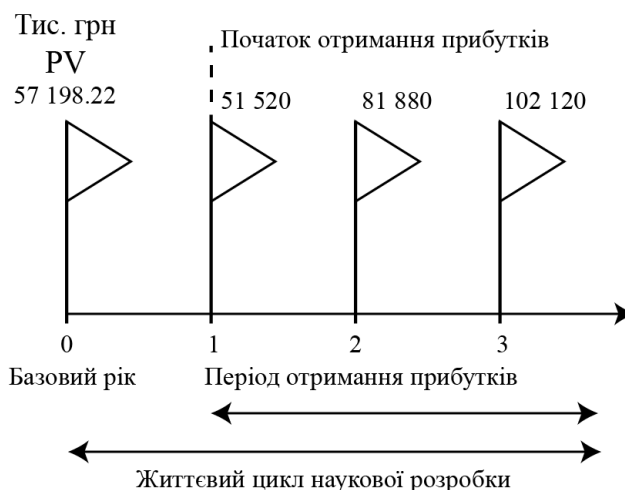 Тис. грн
PV
57 198.22
Початок отримання прибутків
51 520
81 880
102 120
0
1
2
3
Базовий рік
Період отримання прибутків
Життєвий цикл наукової розробки